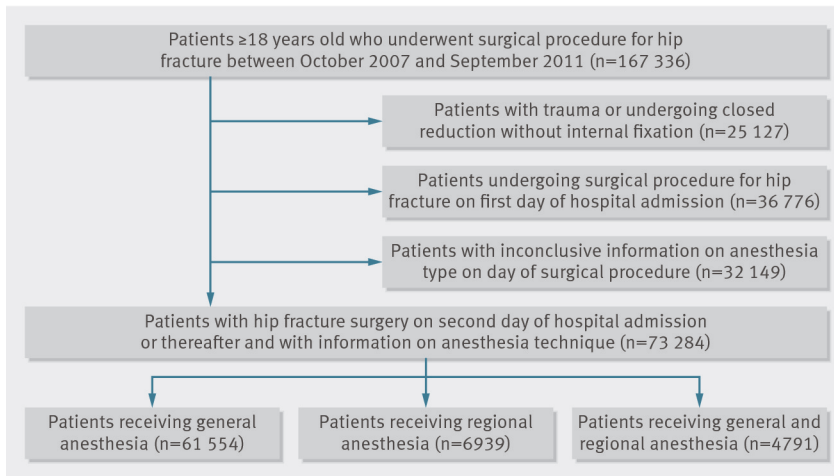 Patients ≥18 years old who underwent surgical procedure for hip
fracture between October 2007 and September 2011 (n=167 336)
Patients with trauma or undergoing closed
reduction without internal fixation (n=25 127)
Patients undergoing surgical procedure for hip
fracture on first day of hospital admission (n=36 776)
Patients with inconclusive information on anesthesia
type on day of surgical procedure (n=32 149)
Patients with hip fracture surgery on second day of hospital admission
or thereafter and with information on anesthesia technique (n=73 284)
Patients receiving general
anesthesia (n=61 554)
Patients receiving regional
anesthesia (n=6939)
Patients receiving general and
regional anesthesia (n=4791)